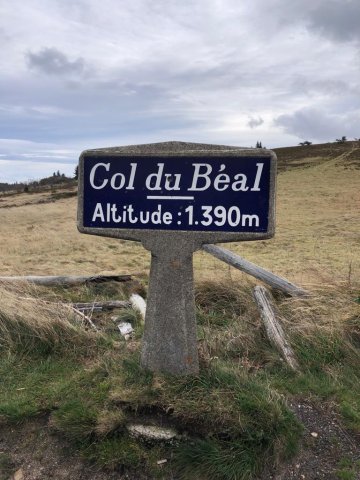 Col du Béal
Altitude : 1.390m